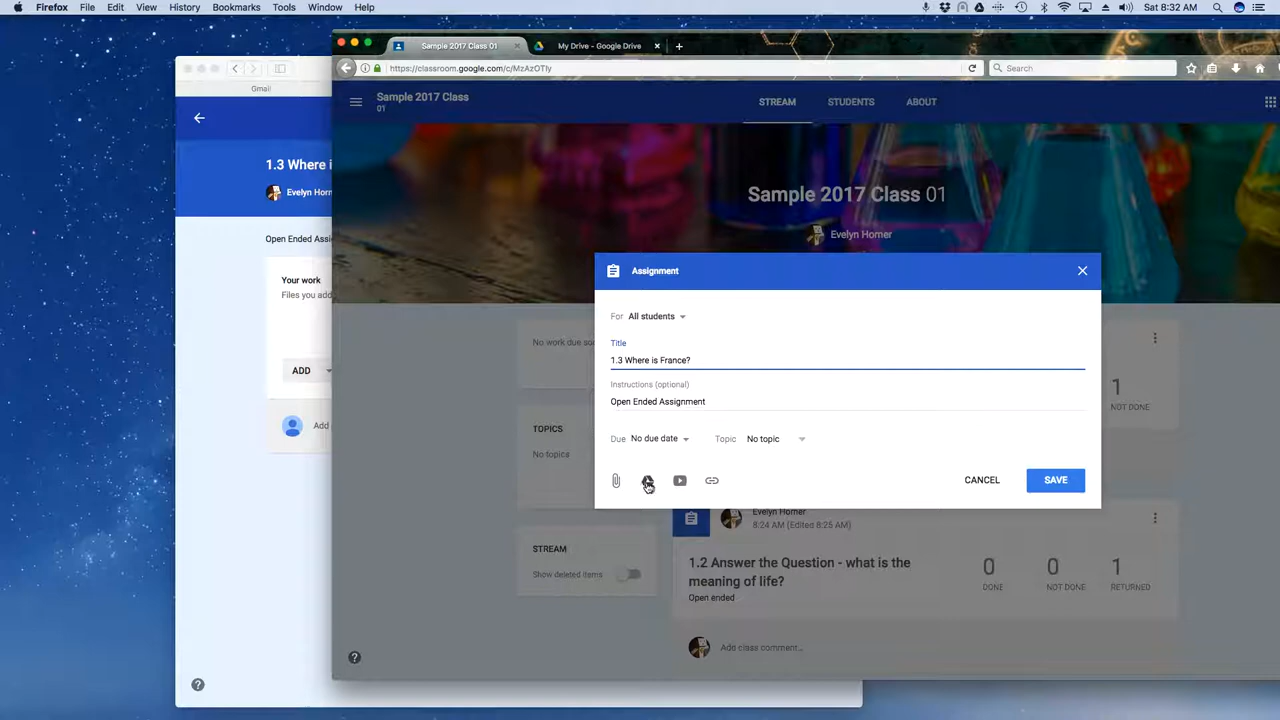 Firefox File Edit View History Bookmarks Tools Window Help Sat 8:32 AM
Sample 2017 Class 01 My Drive - Google Drive
https://classroom.google.com/c/MzAzOTIy Search
Gmail
Sample 2017 Class
01
STREAM STUDENTS ABOUT
1.3 Where i
Evelyn Horn
Sample 2017 Class 01
Evelyn Horner
Open Ended Assi
Your work
Files you add
ADD
Add
Assignment
For All students
Title
1.3 Where is France?
Instructions (optional)
Open Ended Assignment
Due No due date Topic No topic
CANCEL SAVE
No work due so
TOPICS
No topics
STREAM
Show deleted items
1
NOT DONE
Evelyn Horner
8:24 AM (Edited 8:25 AM)
1.2 Answer the Question - what is the
meaning of life?
Open ended
0 0 1
DONE NOT DONE RETURNED
Add class comment...